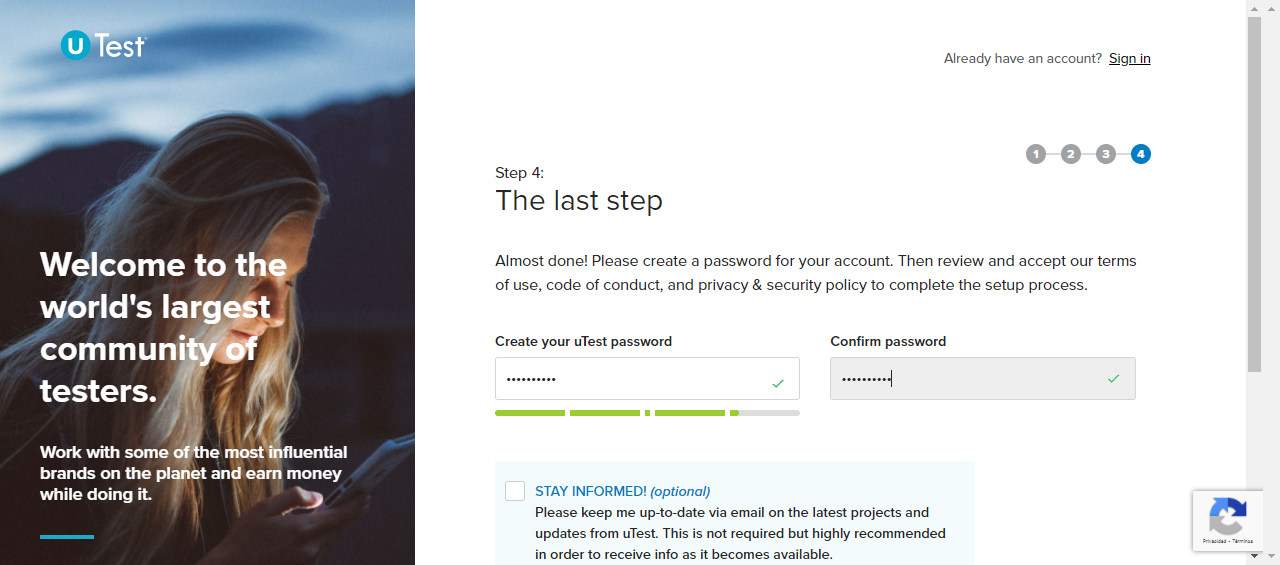 uTest
Already have an account? Sign in
1 2 3 4
Step 4:
The last step
Welcome to the
world's largest
community of
testers.
Work with some of the most influential
brands on the planet and earn money
while doing it.
Almost done! Please create a password for your account. Then review and accept our terms
of use, code of conduct, and privacy & security policy to complete the setup process.
Create your uTest password
Confirm password
••••••••••
••••••••••
STAY INFORMED! (optional)
Please keep me up-to-date via email on the latest projects and
updates from uTest. This is not required but highly recommended
in order to receive info as it becomes available.
Privacidad - Términos